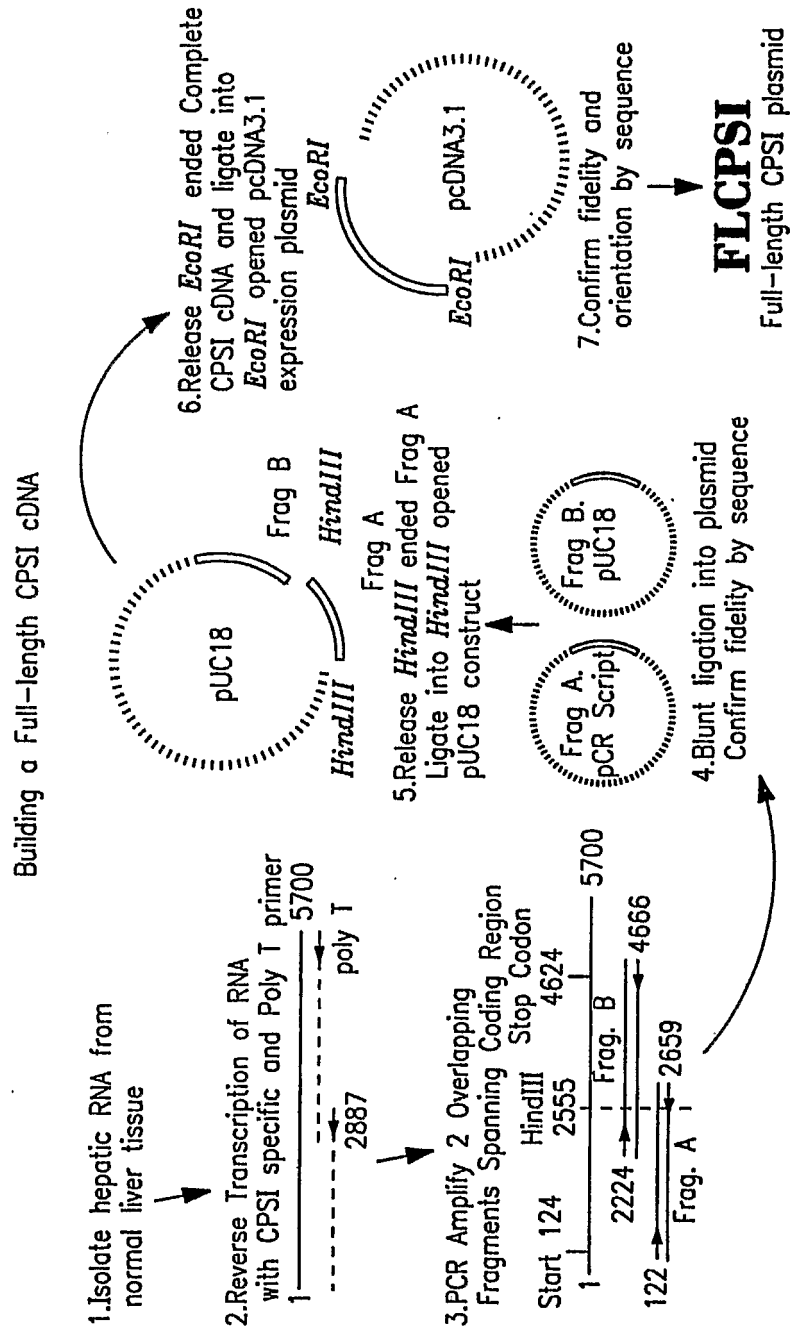 Building a Full-length CPSI cDNA
1.Isolate hepatic RNA from
normal liver tissue
2.Reverse Transcription of RNA
with CPSI specific and Poly T primer
1
5700
poly T
2887
3.PCR Amplify 2 Overlapping
Fragments Spanning Coding Region
Start 124
HindIII
2555
Stop Codon
4624
1
5700
2224
Frag. B
4666
122
2659
Frag. A
4.Blunt ligation into plasmid
Confirm fidelity by sequence
Frag A.
pCR Script
Frag B.
pUC18
5.Release HindIII ended Frag A
Ligate into HindIII opened
pUC18 construct
pUC18
Frag B
HindIII
Frag A
HindIII
6.Release EcoRI ended Complete
CPSI cDNA and ligate into
EcoRI opened pcDNA3.1
expression plasmid
EcoRI
EcoRI
pcDNA3.1
7.Confirm fidelity and
orientation by sequence
FLCPSI
Full-length CPSI plasmid